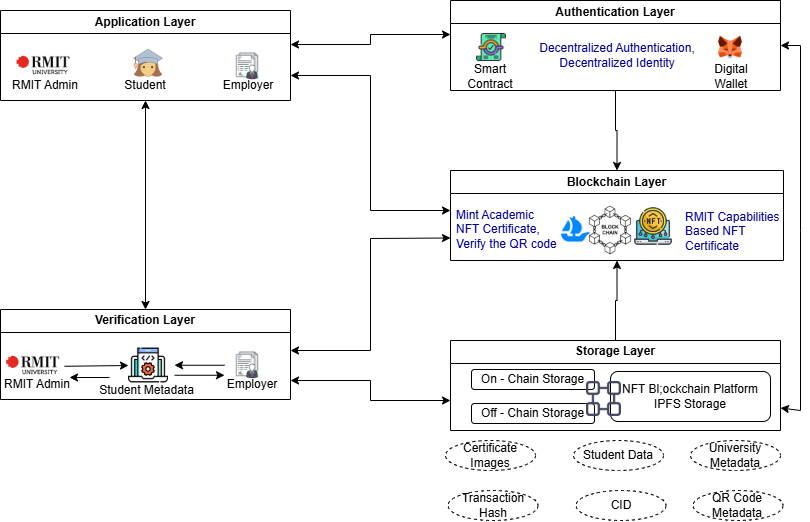 Application Layer
RMIT
UNIVERSITY
RMIT Admin
Student
Employer
Authentication Layer
Smart
Contract
Decentralized Authentication,
Decentralized Identity
Digital
Wallet
Blockchain Layer
Mint Academic
NFT Certificate,
Verify the QR code
BLOCK
CHAIN
NFT
RMIT Capabilities
Based NFT
Certificate
Verification Layer
RMIT
UNIVERSITY
RMIT Admin
Student Metadata
Employer
Storage Layer
On - Chain Storage
Off - Chain Storage
NFT Bl;ockchain Platform
IPFS Storage
Certificate
Images
Student Data
University
Metadata
Transaction
Hash
CID
QR Code
Metadata